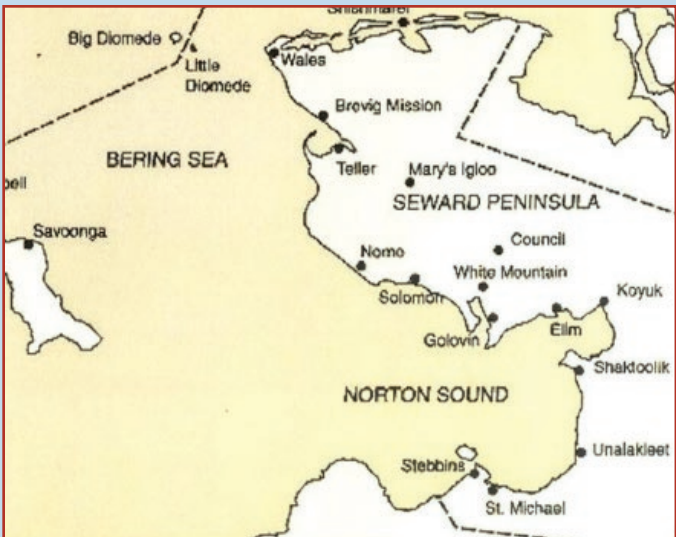 Shishmaref
Big Diomede
Little
Diomede
Wales
Brevig Mission
BERING SEA
Teller
Mary's Igloo
SEWARD PENINSULA
Savoonga
Council
Nome
White Mountain
Solomon
Koyuk
Golovin
Elim
Shaktoolik
NORTON SOUND
Unalakleet
Stebbins
St. Michael